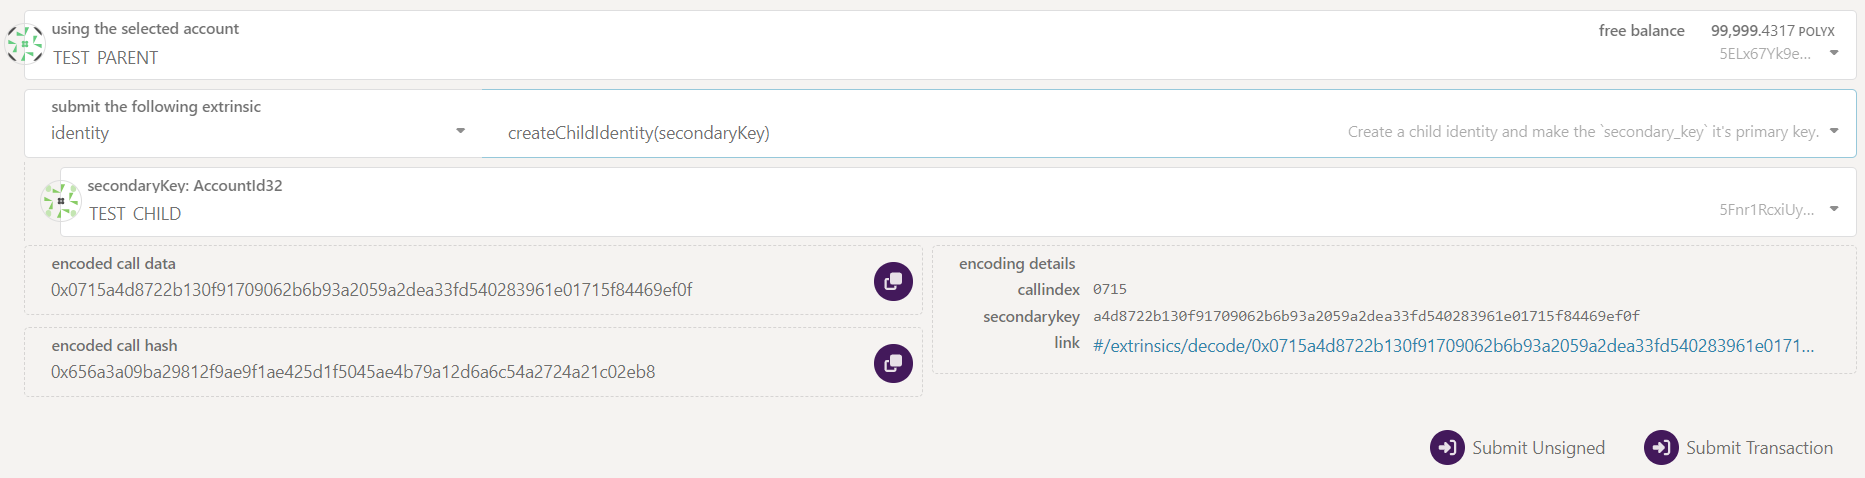 using the selected account
TEST PARENT
free balance 99,999.4317 POLYX
5ELx67Yk9e...
submit the following extrinsic
identity
createChildIdentity(secondaryKey)
Create a child identity and make the `secondary_key` it's primary key.
secondaryKey: AccountId32
TEST CHILD
5Fnr1RcxiUy...
encoded call data
0x0715a4d8722b130f91709062b6b93a2059a2dea33fd540283961e01715f84469ef0f
encoded call hash
0x656a3a09ba29812f9ae9f1ae425d1f5045ae4b79a12d6a6c54a2724a21c02eb8
encoding details
callindex 0715
secondarykey a4d8722b130f91709062b6b93a2059a2dea33fd540283961e01715f84469ef0f
link #/extrinsics/decode/0x0715a4d8722b130f91709062b6b93a2059a2dea33fd540283961e0171...
Submit Unsigned
Submit Transaction